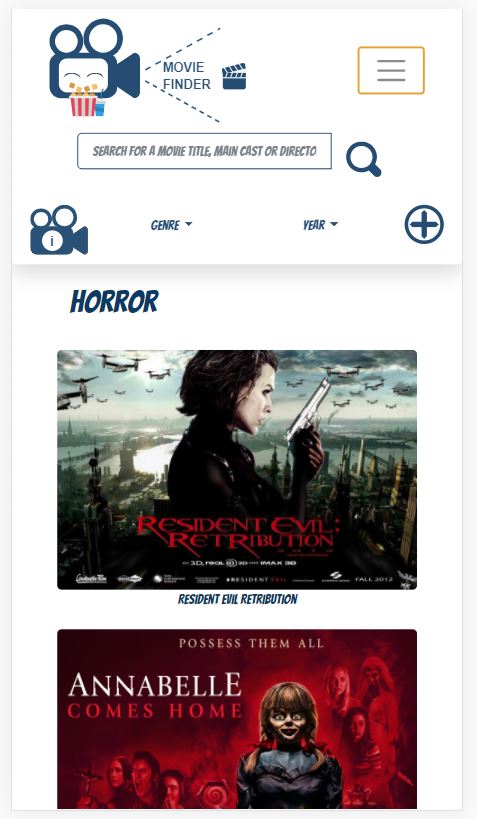 MOVIE
FINDER
SEARCH FOR A MOVIE TITLE, MAIN CAST OR DIRECTO
i
GENRE
YEAR
HORROR
RESIDENT EVIL:
RETRIBUTION
IN 3D, REAL D 3D AND IMAX 3D
#RESIDENTEVIL
FALL 2012
RESIDENT EVIL RETRIBUTION
POSSESS THEM ALL
ANNABELLE
COMES HOME